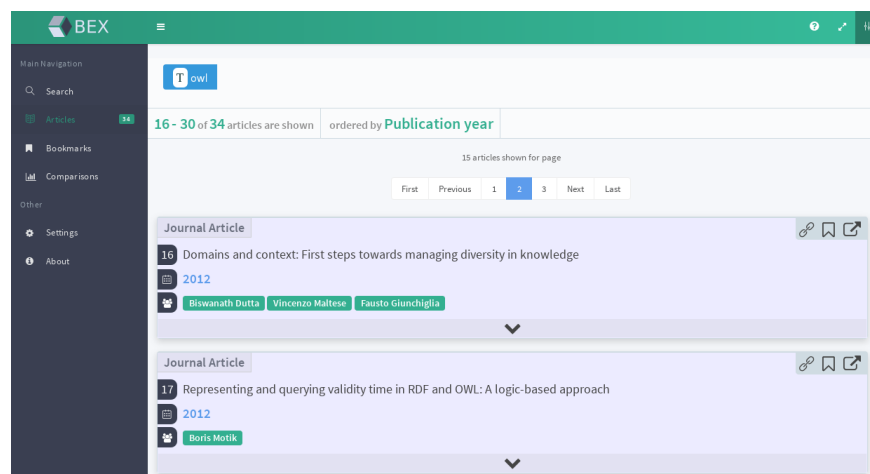 BEX
Main Navigation
Search
Articles 34
Bookmarks
Comparisons
Other
Settings
About
T owl
16 - 30 of 34 articles are shown ordered by Publication year
15 articles shown for page
First Previous 1 2 3 Next Last
Journal Article
16 Domains and context: First steps towards managing diversity in knowledge
2012
Biswanath Dutta Vincenzo Maltese Fausto Giunchiglia
Journal Article
17 Representing and querying validity time in RDF and OWL: A logic-based approach
2012
Boris Motik